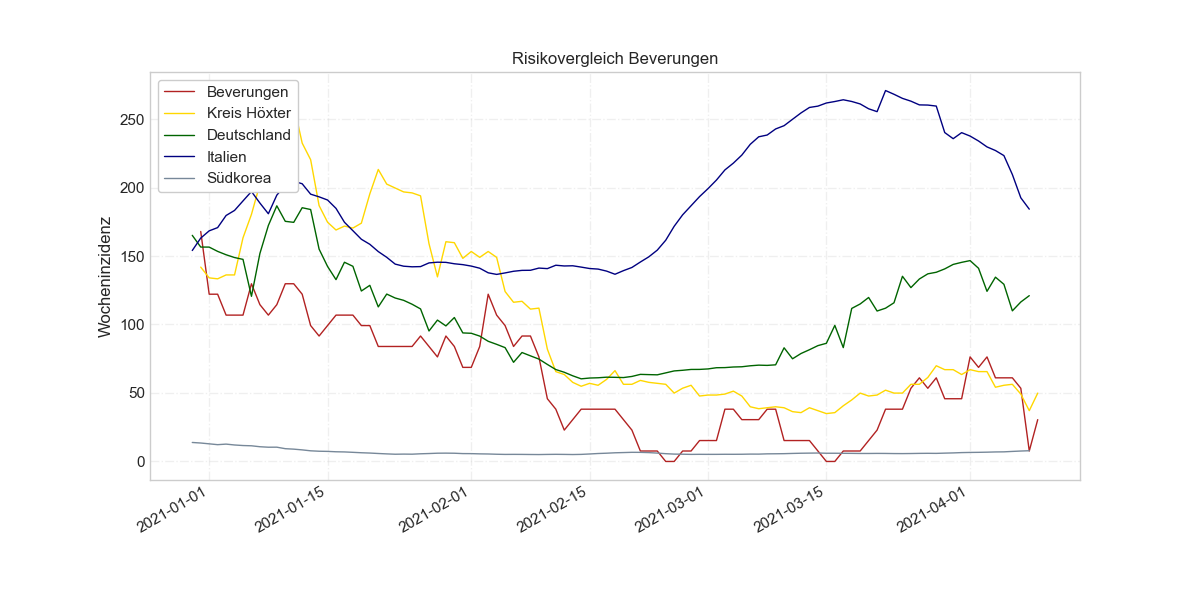 Risikovergleich Beverungen
Beverungen
Kreis Höxter
Deutschland
Italien
Südkorea
Wocheninzidenz
250
200
150
100
50
0
2021-01-01
2021-01-15
2021-02-01
2021-02-15
2021-03-01
2021-03-15
2021-04-01